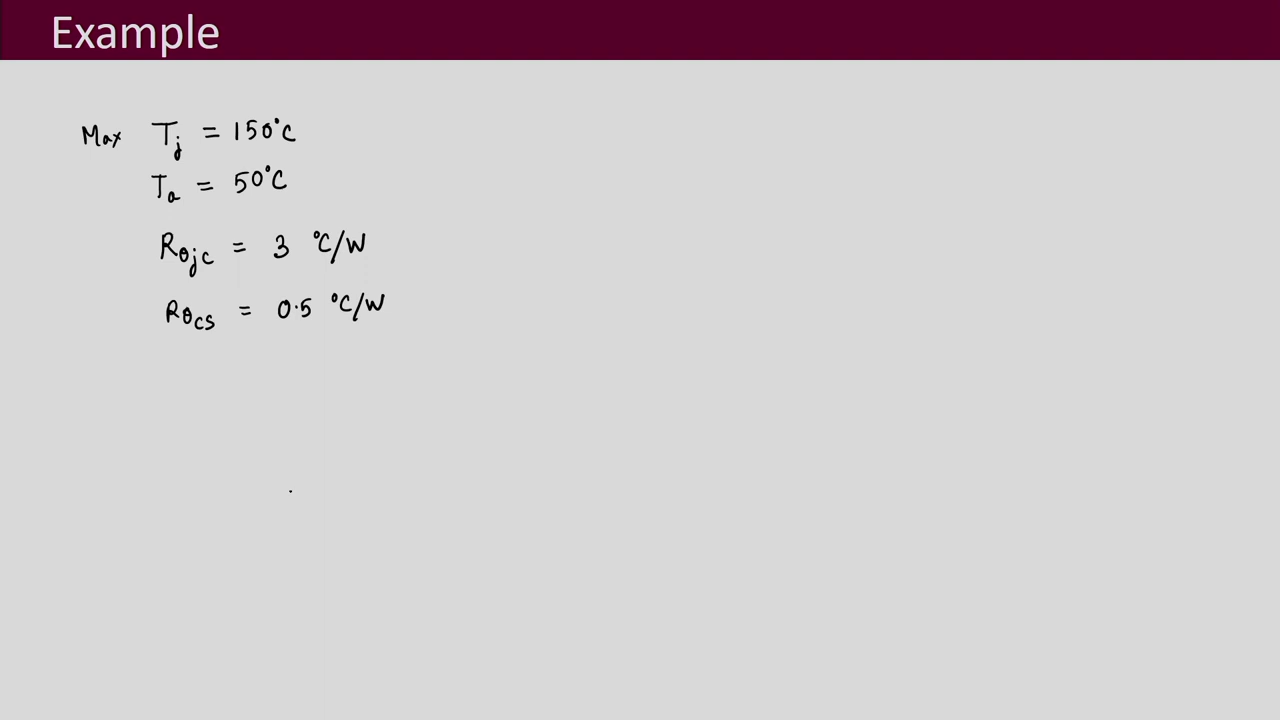 Example
Max Tj = 150°C
Ta = 50°C
Rθjc = 3 °C/W
Rθcs = 0.5 °C/W